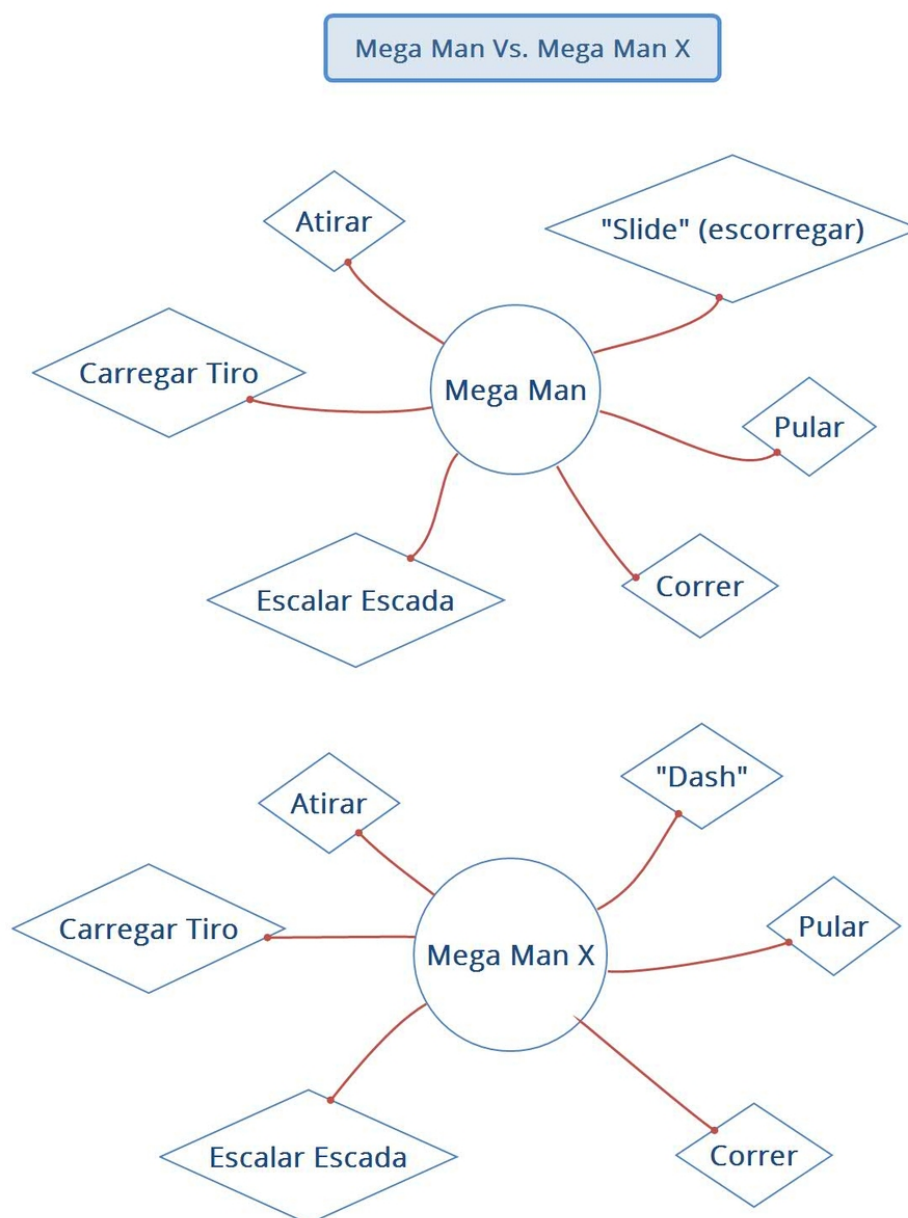 Mega Man Vs. Mega Man X
Atirar
"Slide" (escorregar)
Carregar Tiro
Mega Man
Pular
Escalar Escada
Correr
Atirar
"Dash"
Carregar Tiro
Mega Man X
Pular
Escalar Escada
Correr